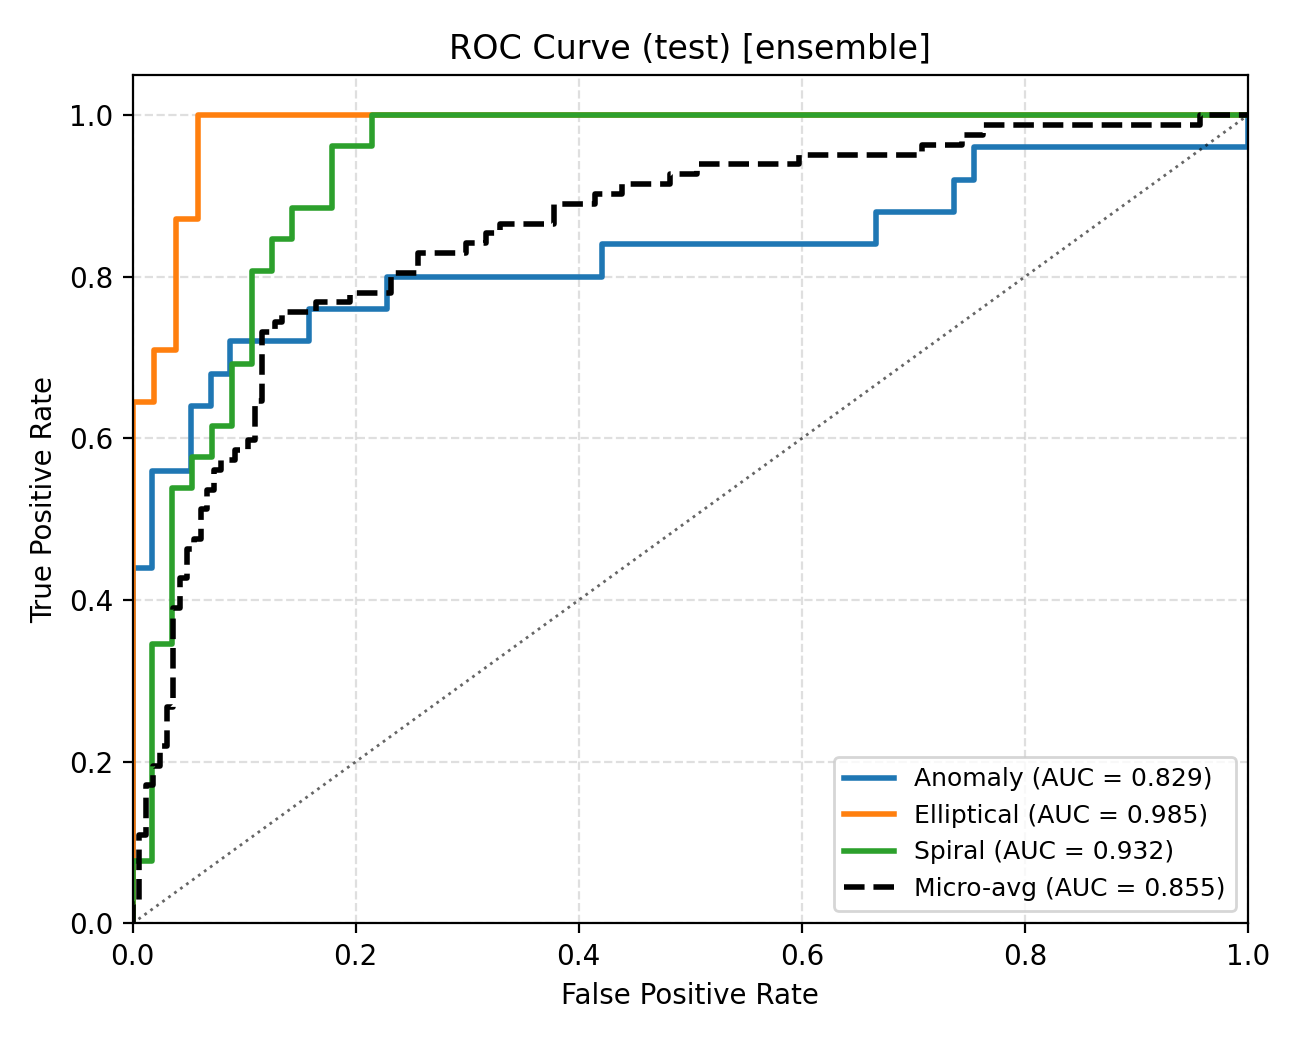 ROC Curve (test) [ensemble]
True Positive Rate
1.0
0.8
0.6
0.4
0.2
0.0
0.0 0.2 0.4 0.6 0.8 1.0
False Positive Rate
Anomaly (AUC = 0.829)
Elliptical (AUC = 0.985)
Spiral (AUC = 0.932)
Micro-avg (AUC = 0.855)